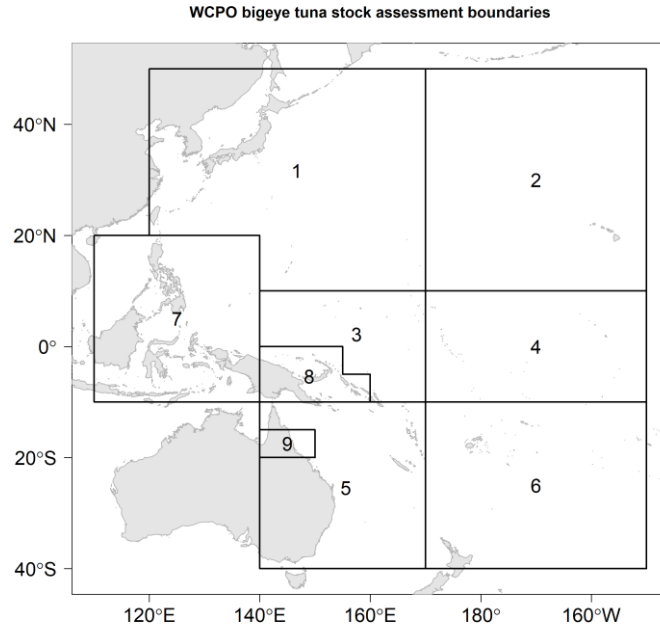 WCPO bigeye tuna stock assessment boundaries
40°N
20°N
0°
20°S
40°S
1
2
3
4
7
8
9
5
6
120°E
140°E
160°E
180°
160°W